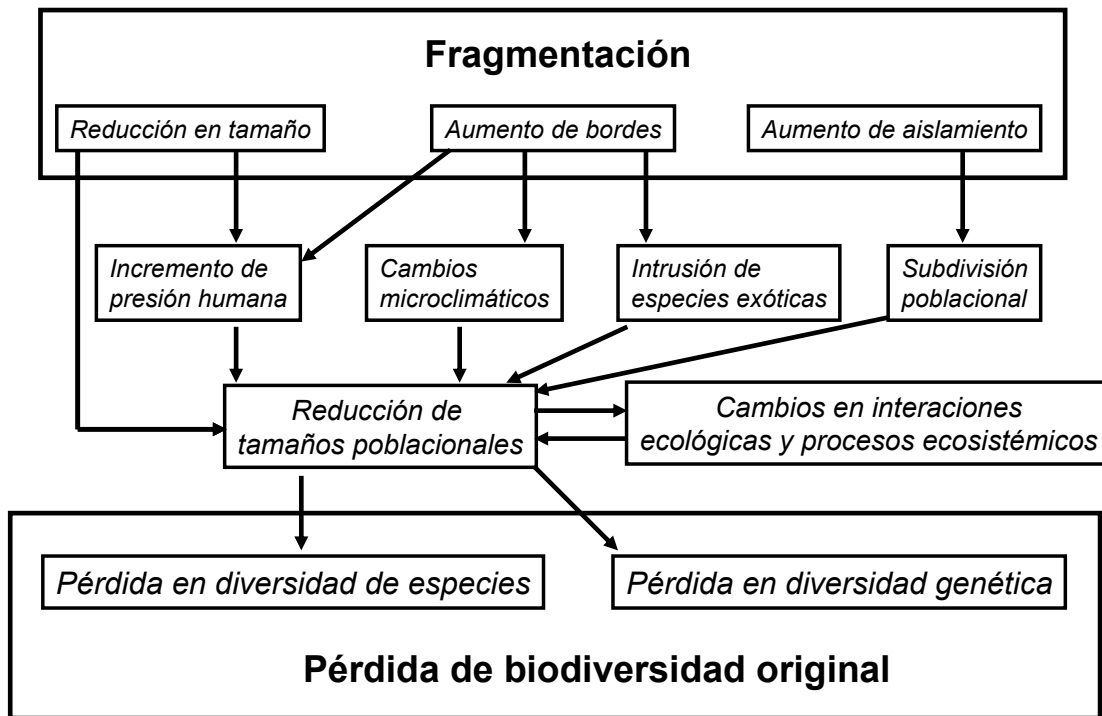 Fragmentación
Reducción en tamaño
Aumento de bordes
Aumento de aislamiento
Incremento de
presión humana
Cambios
microclimáticos
Intrusión de
especies exóticas
Subdivisión
poblacional
Reducción de
tamaños poblacionales
Cambios en interaciones
ecológicas y procesos ecosistémicos
Pérdida en diversidad de especies
Pérdida en diversidad genética
Pérdida de biodiversidad original